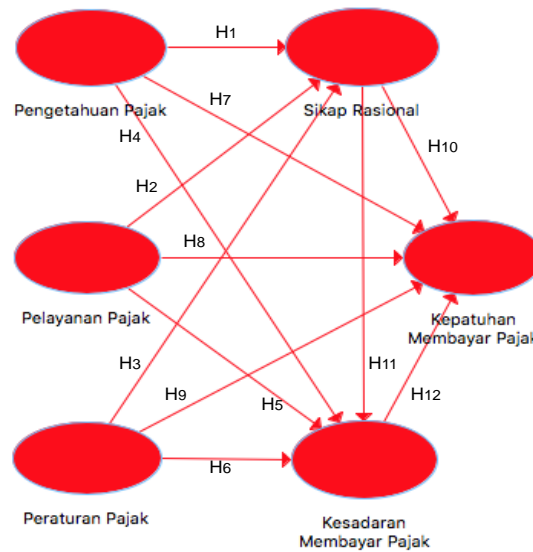 H1
Pengetahuan Pajak
Sikap Rasional
H7
H4
H10
H2
H8
Pelayanan Pajak
Kepatuhan
Membayar Pajak
H3
H11
H9
H5
H12
H6
Peraturan Pajak
Kesadaran
Membayar Pajak